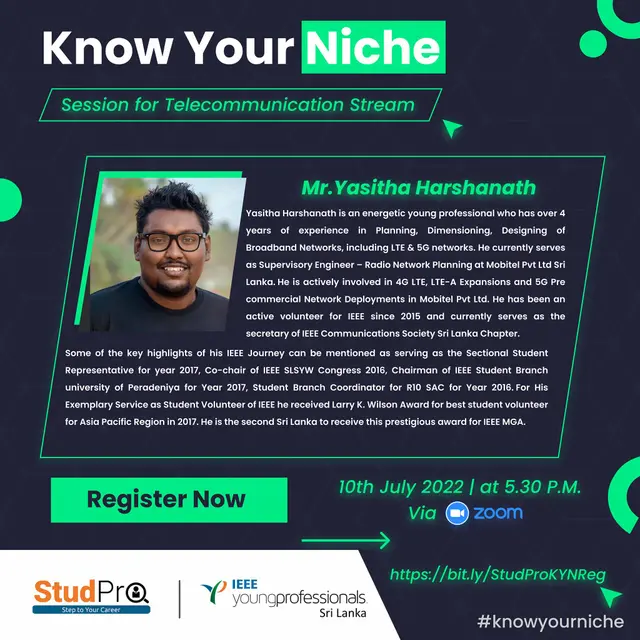 Know Your Niche
Session for Telecommunication Stream
Mr.Yasitha Harshanath
Yasitha Harshanath is an energetic young professional who has over 4
years of experience in Planning, Dimensioning, Designing of
Broadband Networks, including LTE & 5G networks. He currently serves
as Supervisory Engineer – Radio Network Planning at Mobitel Pvt Ltd Sri
Lanka. He is actively involved in 4G LTE, LTE-A Expansions and 5G Pre
commercial Network Deployments in Mobitel Pvt Ltd. He has been an
active volunteer for IEEE since 2015 and currently serves as the
secretary of IEEE Communications Society Sri Lanka Chapter.
Some of the key highlights of his IEEE Journey can be mentioned as serving as the Sectional Student
Representative for year 2017, Co-chair of IEEE SLSYW Congress 2016, Chairman of IEEE Student Branch
university of Peradeniya for Year 2017, Student Branch Coordinator for R10 SAC for Year 2016. For His
Exemplary Service as Student Volunteer of IEEE he received Larry K. Wilson Award for best student volunteer
for Asia Pacific Region in 2017. He is the second Sri Lanka to receive this prestigious award for IEEE MGA.
Register Now
10th July 2022 | at 5.30 P.M.
Via zoom
https://bit.ly/StudProKYNReg
StudPro
Step to Your Career
IEEE
youngprofessionals
Sri Lanka
#knowyourniche